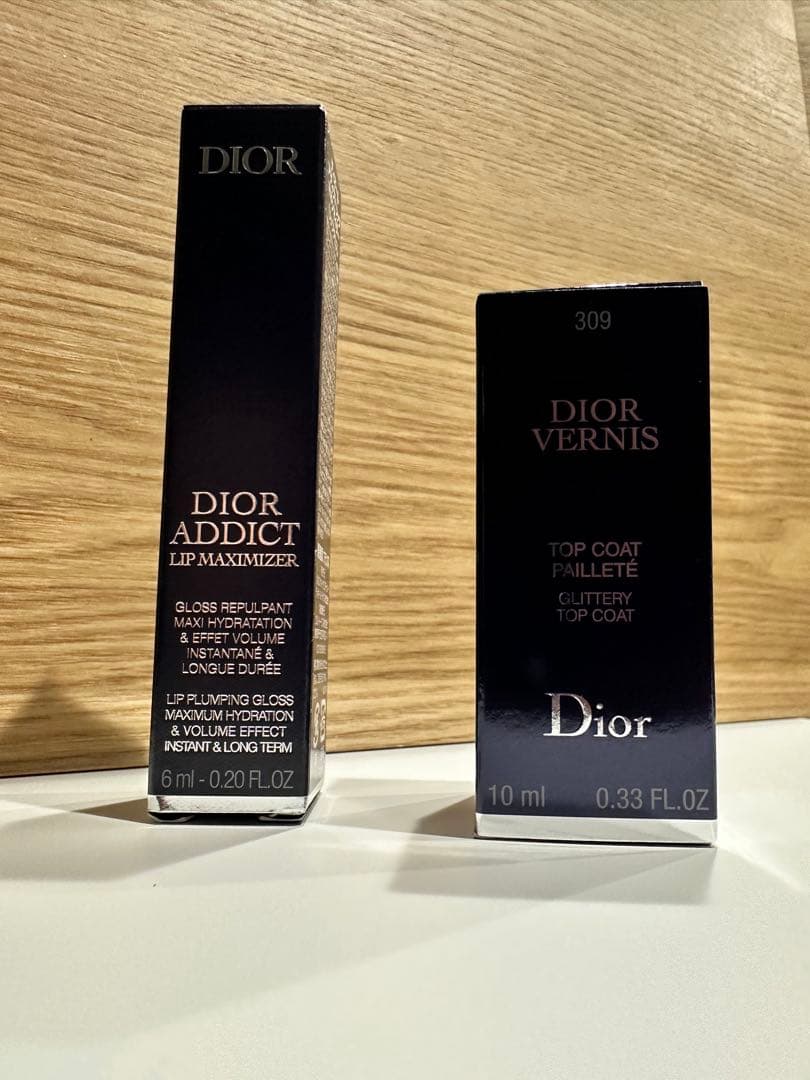 DIOR
DIOR
ADDICT
LIP MAXIMIZER
GLOSS REPULPANT
MAXI HYDRATATION
& EFFET VOLUME
INSTANTANÉ &
LONGUE DURÉE
LIP PLUMPING GLOSS
MAXIMUM HYDRATION
& VOLUME EFFECT
INSTANT & LONG TERM
6 ml - 0.20 FL.OZ
309
DIOR
VERNIS
TOP COAT
PAILLETÉ
GLITTERY
TOP COAT
Dior
10 ml 0.33 FL.OZ